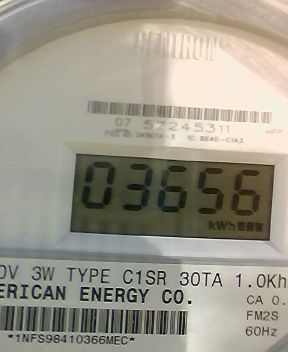 CENTRON®
07 57245311
03656
kWh
0V 3W TYPE C1SR 30TA 1.0Kh
ERICAN ENERGY CO.
CA 0.
FM2S
60Hz
*1NFS98410366MEC*